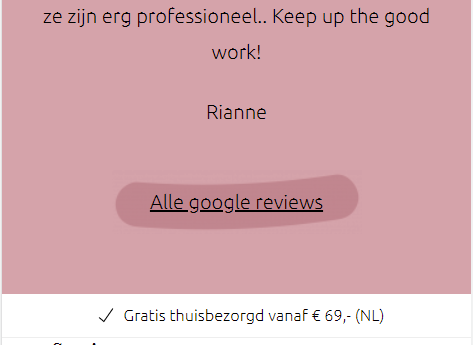 ze zijn erg professioneel.. Keep up the good
work!
Rianne
Alle google reviews
Gratis thuisbezorgd vanaf € 69,- (NL)